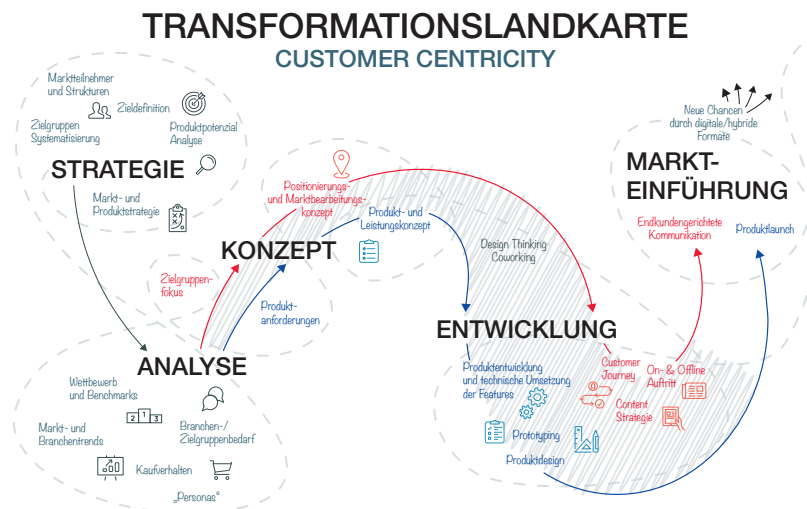 TRANSFORMATIONSLANDKARTE
CUSTOMER CENTRICITY
Marktteilnehmer
und Strukturen
Zieldefinition
Zielgruppen
Systematisierung
Produktpotenzial
Analyse
STRATEGIE
Markt- und
Produktstrategie
Positionierungs-
und Marktbearbeitungs-
konzept
Produkt- und
Leistungskonzept
KONZEPT
Zielgruppen-
fokus
Produkt-
anforderungen
ANALYSE
Wettbewerb
und Benchmarks
2 1 3
Markt- und
Branchentrends
Branchen-/
Zielgruppenbedarf
Kaufverhalten
„Personas“
Design Thinking
Coworking
ENTWICKLUNG
Produktentwicklung
und technische Umsetzung
der Features
Prototyping
Produktdesign
Customer
Journey
On- & Offline
Auftritt
Content
Strategie
Neue Chancen
durch digitale/hybride
Formate
MARKT-
EINFÜHRUNG
Endkundengerichtete
Kommunikation
Produktlaunch